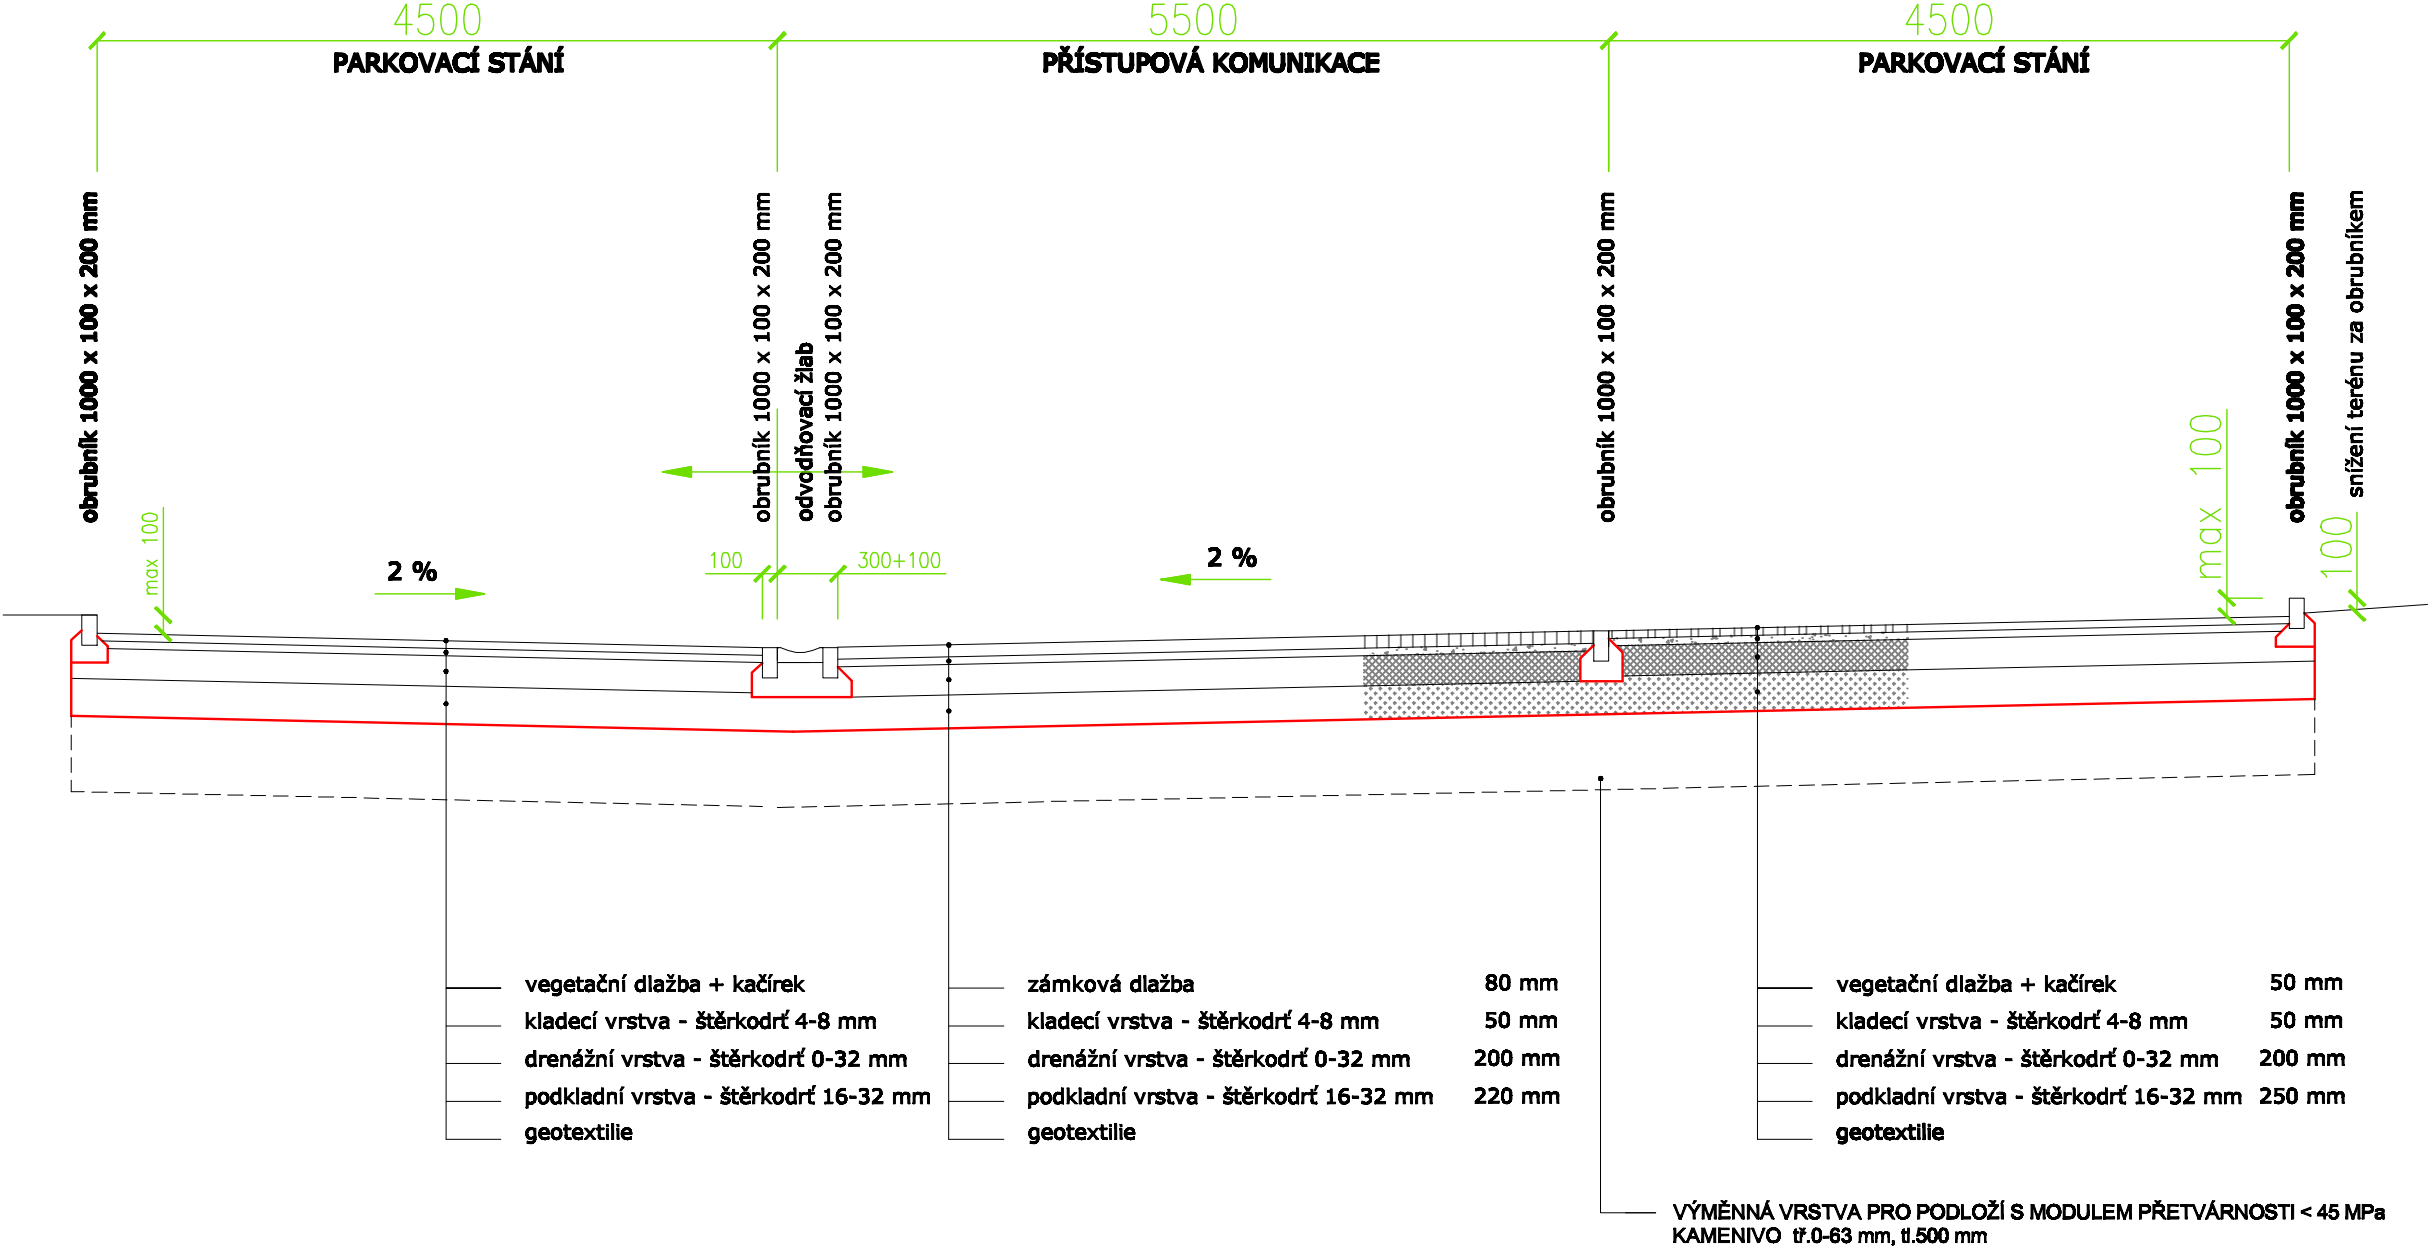 4500 5500 4500
PARKOVACÍ STÁNÍ PŘÍSTUPOVÁ KOMUNIKACE PARKOVACÍ STÁNÍ
obrubník 1000 x 100 x 200 mm
obrubník 1000 x 100 x 200 mm
odvodňovací žlab
obrubník 1000 x 100 x 200 mm
obrubník 1000 x 100 x 200 mm
obrubník 1000 x 100 x 200 mm
snížení terénu za obrubníkem
max 100
2 %
100
300+100
2 %
max 100
100
vegetační dlažba + kačírek
kladecí vrstva - štěrkodrť 4-8 mm
drenážní vrstva - štěrkodrť 0-32 mm
podkladní vrstva - štěrkodrť 16-32 mm
geotextilie
zámková dlažba 80 mm
kladecí vrstva - štěrkodrť 4-8 mm 50 mm
drenážní vrstva - štěrkodrť 0-32 mm 200 mm
podkladní vrstva - štěrkodrť 16-32 mm 220 mm
geotextilie
vegetační dlažba + kačírek 50 mm
kladecí vrstva - štěrkodrť 4-8 mm 50 mm
drenážní vrstva - štěrkodrť 0-32 mm 200 mm
podkladní vrstva - štěrkodrť 16-32 mm 250 mm
geotextilie
VÝMĚNNÁ VRSTVA PRO PODLOŽÍ S MODULEM PŘETVÁRNOSTI < 45 MPa
KAMENIVO tř.0-63 mm, tl.500 mm